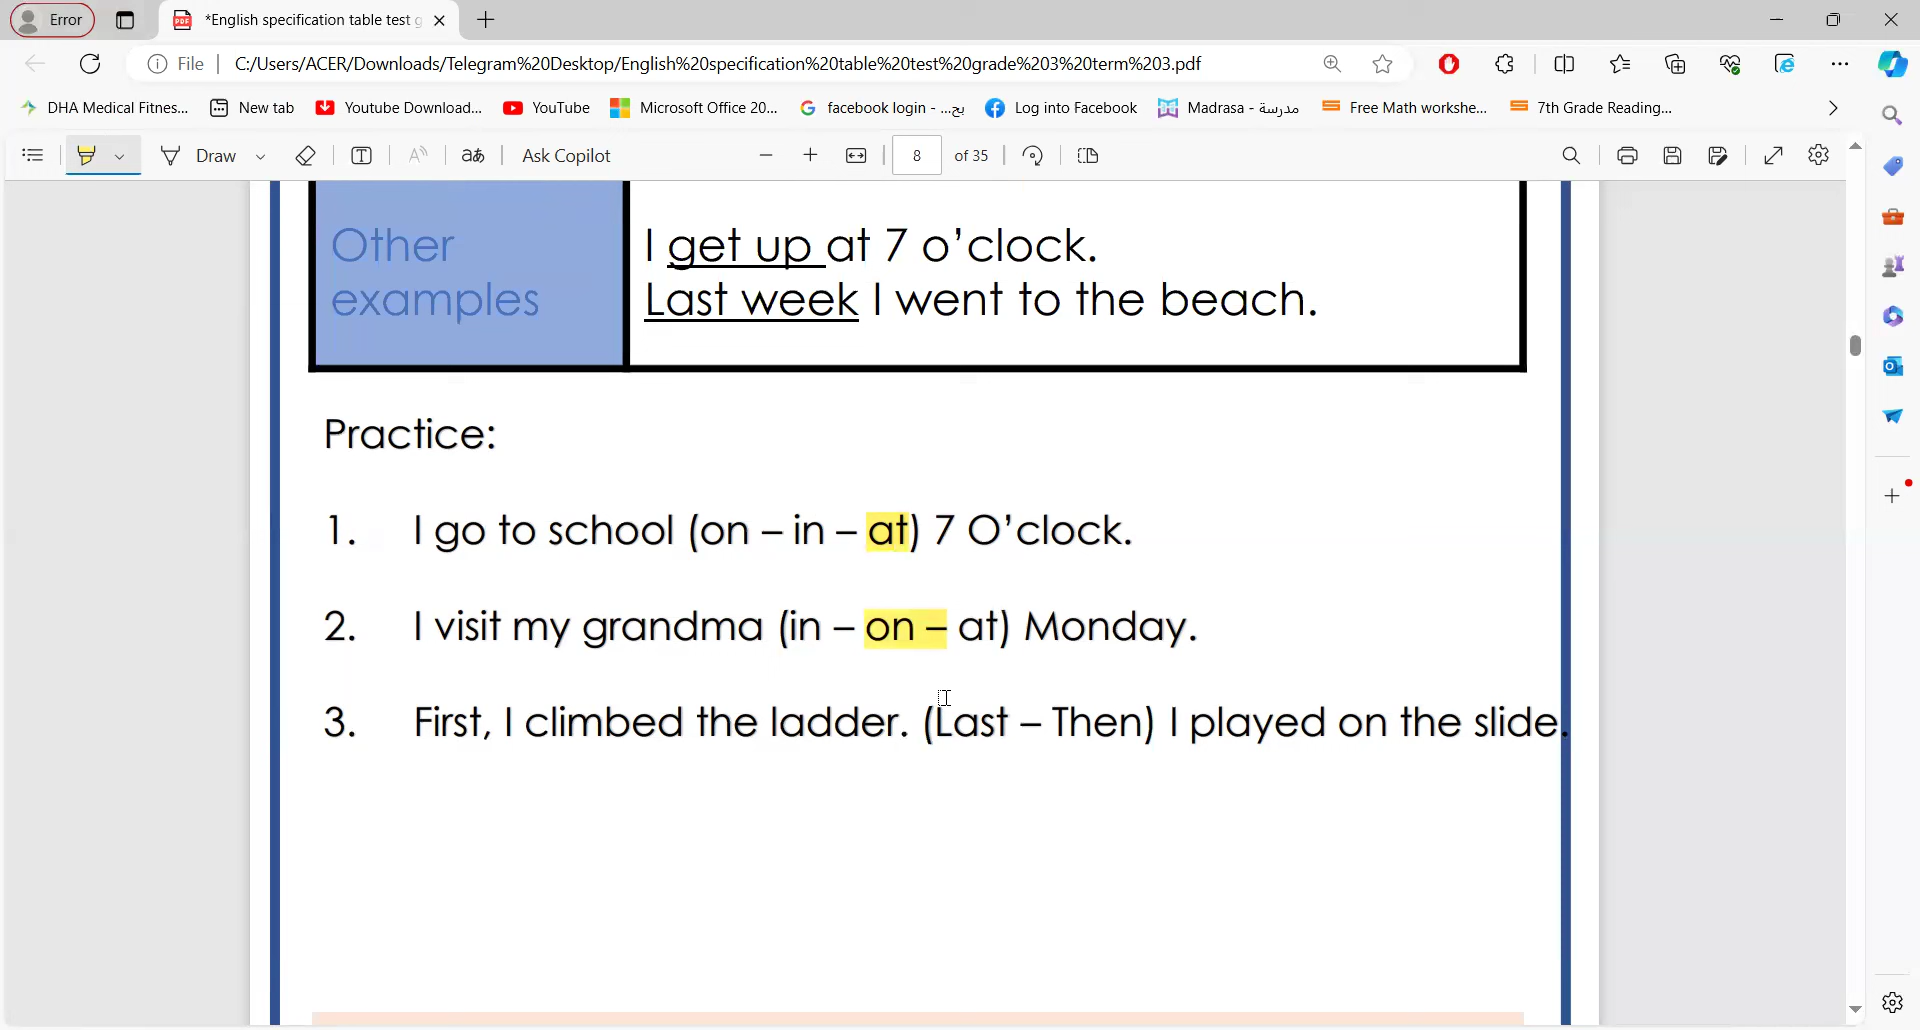 Error
*English specification table test g
File
C:/Users/ACER/Downloads/Telegram%20Desktop/English%20specification%20table%20test%20grade%203%20term%203.pdf
DHA Medical Fitnes...
New tab
Youtube Download...
YouTube
Microsoft Office 20...
facebook login - ...بح
Log into Facebook
Madrasa - مدرسة
Free Math workshe...
7th Grade Reading...
Draw
Ask Copilot
8
of 35
Other
examples
I get up at 7 o’clock.
Last week I went to the beach.
Practice:
1. I go to school (on – in – at) 7 O’clock.
2. I visit my grandma (in – on – at) Monday.
3. First, I climbed the ladder. (Last – Then) I played on the slide.